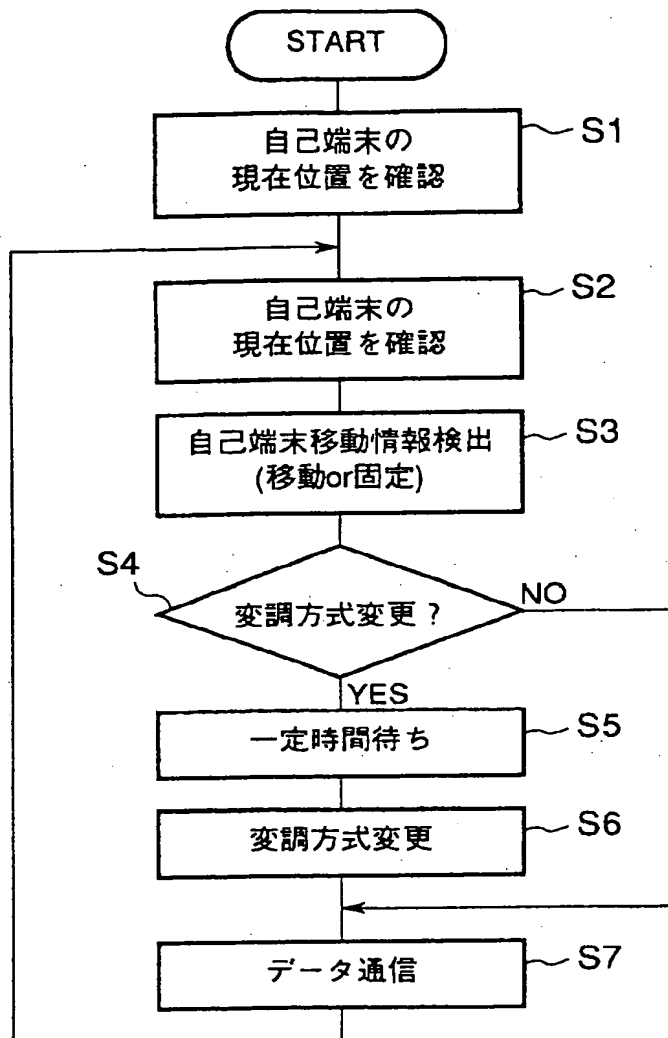 START
自己端末の
現在位置を確認
S1
自己端末の
現在位置を確認
S2
自己端末移動情報検出
(移動or固定)
S3
S4
変調方式変更？
NO
YES
一定時間待ち
S5
変調方式変更
S6
データ通信
S7